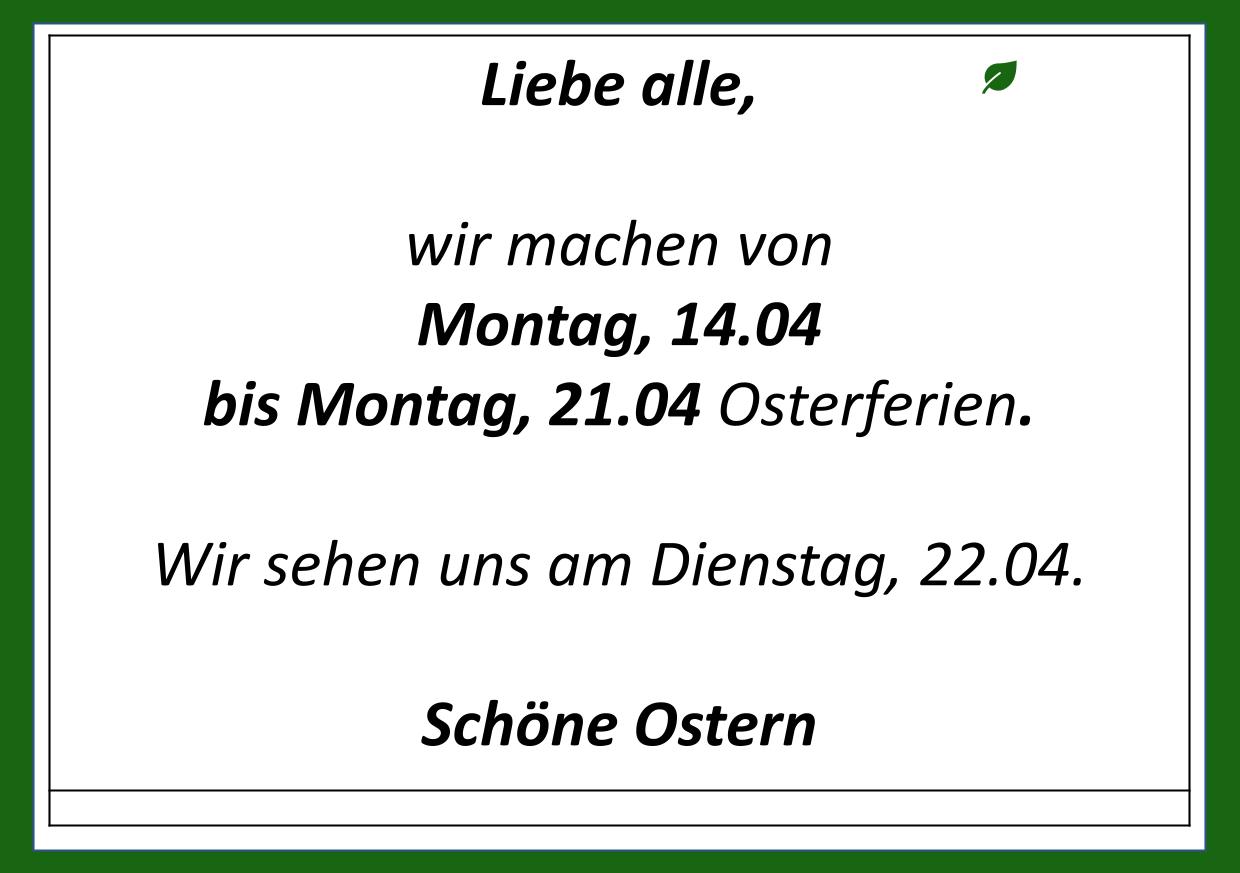 Liebe alle,
wir machen von
Montag, 14.04
bis Montag, 21.04 Osterferien.
Wir sehen uns am Dienstag, 22.04.
Schöne Ostern